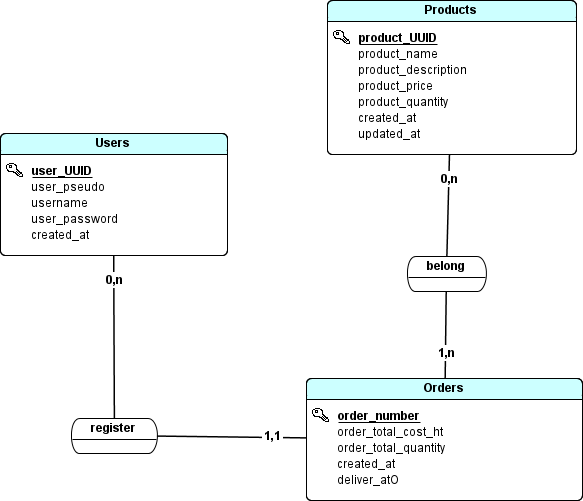 Products
product_UUID
product_name
product_description
product_price
product_quantity
created_at
updated_at
Users
user_UUID
user_pseudo
username
user_password
created_at
0,n
0,n
belong
1,n
register
1,1
Orders
order_number
order_total_cost_ht
order_total_quantity
created_at
deliver_atO